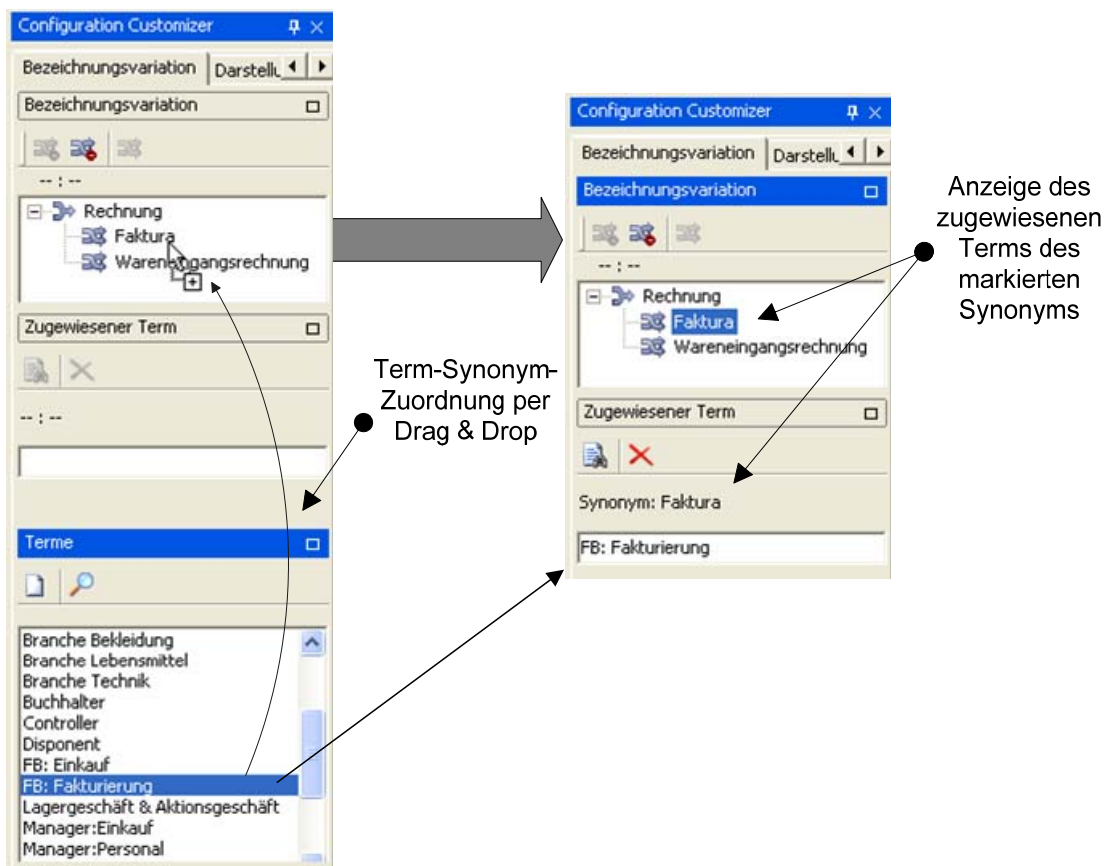 Configuration Customizer
Bezeichnungsvariation Darstellu
Bezeichnungsvariation
-- : --
Rechnung
Faktura
Wareneingangsrechnung
Zugewiesener Term
-- : --
Terme
Branche Bekleidung
Branche Lebensmittel
Branche Technik
Buchhalter
Controller
Disponent
FB: Einkauf
FB: Fakturierung
Lagergeschäft & Aktionsgeschäft
Manager:Einkauf
Manager:Personal
Term-Synonym-
Zuordnung per
Drag & Drop
Configuration Customizer
Bezeichnungsvariation Darstellu
Bezeichnungsvariation
-- : --
Rechnung
Faktura
Wareneingangsrechnung
Zugewiesener Term
Synonym: Faktura
FB: Fakturierung
Anzeige des
zugewiesenen
Terms des
markierten
Synonyms